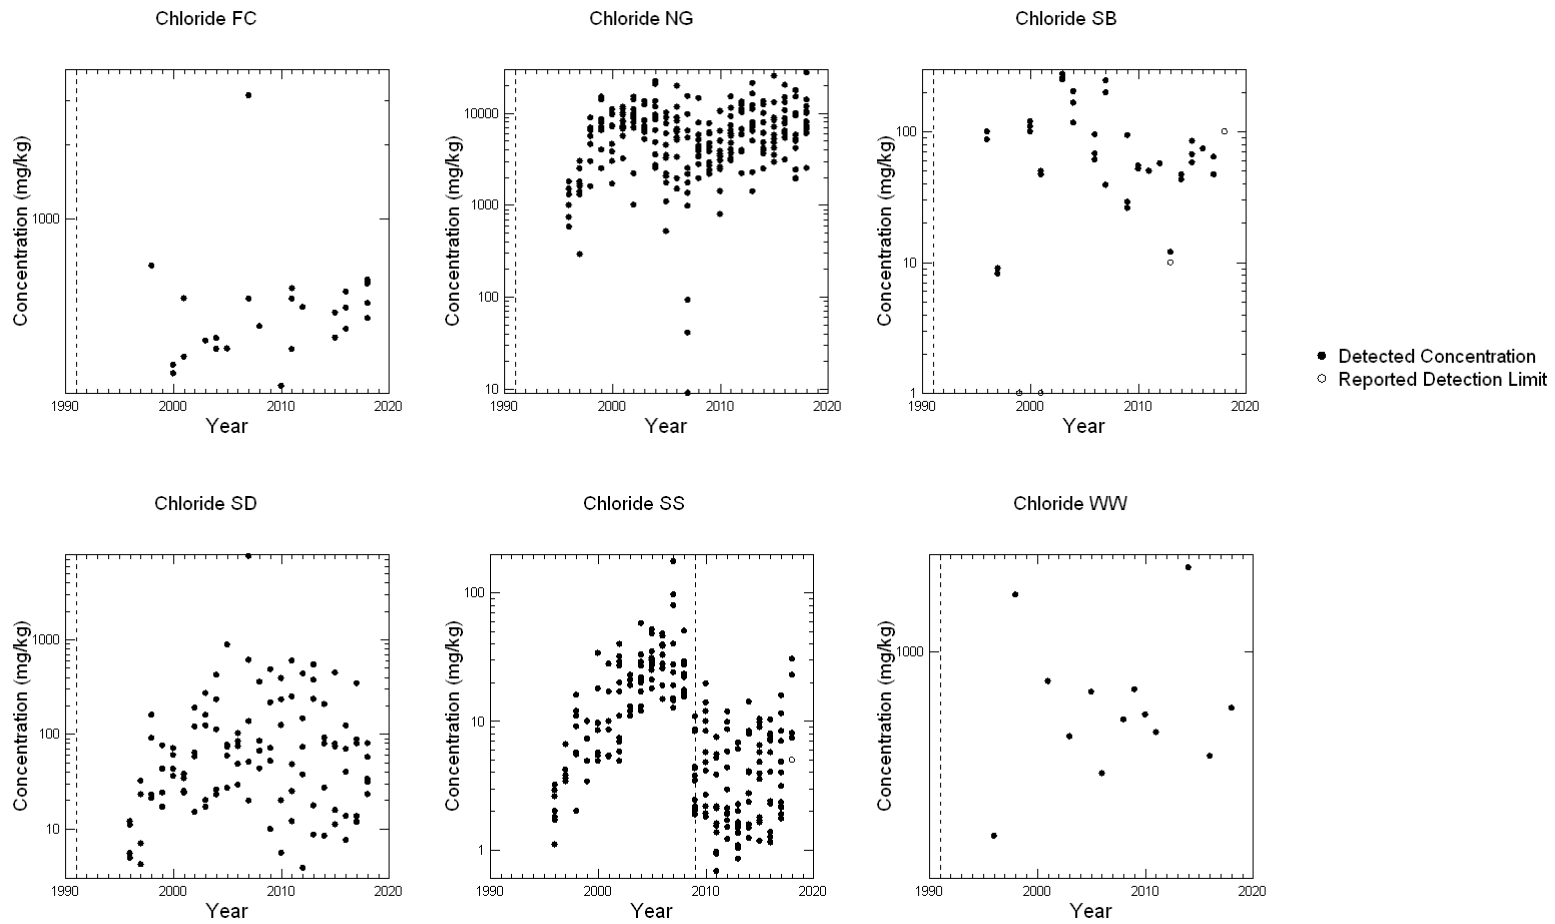 Chloride FC
Concentration (mg/kg)
1000
1990 2000 2010 2020
Year
Chloride NG
Concentration (mg/kg)
10000
1000
100
10
1990 2000 2010 2020
Year
Chloride SB
Concentration (mg/kg)
100
10
1
1990 2000 2010 2020
Year
Detected Concentration
Reported Detection Limit
Chloride SD
Concentration (mg/kg)
1000
100
10
1990 2000 2010 2020
Year
Chloride SS
Concentration (mg/kg)
100
10
1
1990 2000 2010 2020
Year
Chloride WW
Concentration (mg/kg)
1000
1990 2000 2010 2020
Year